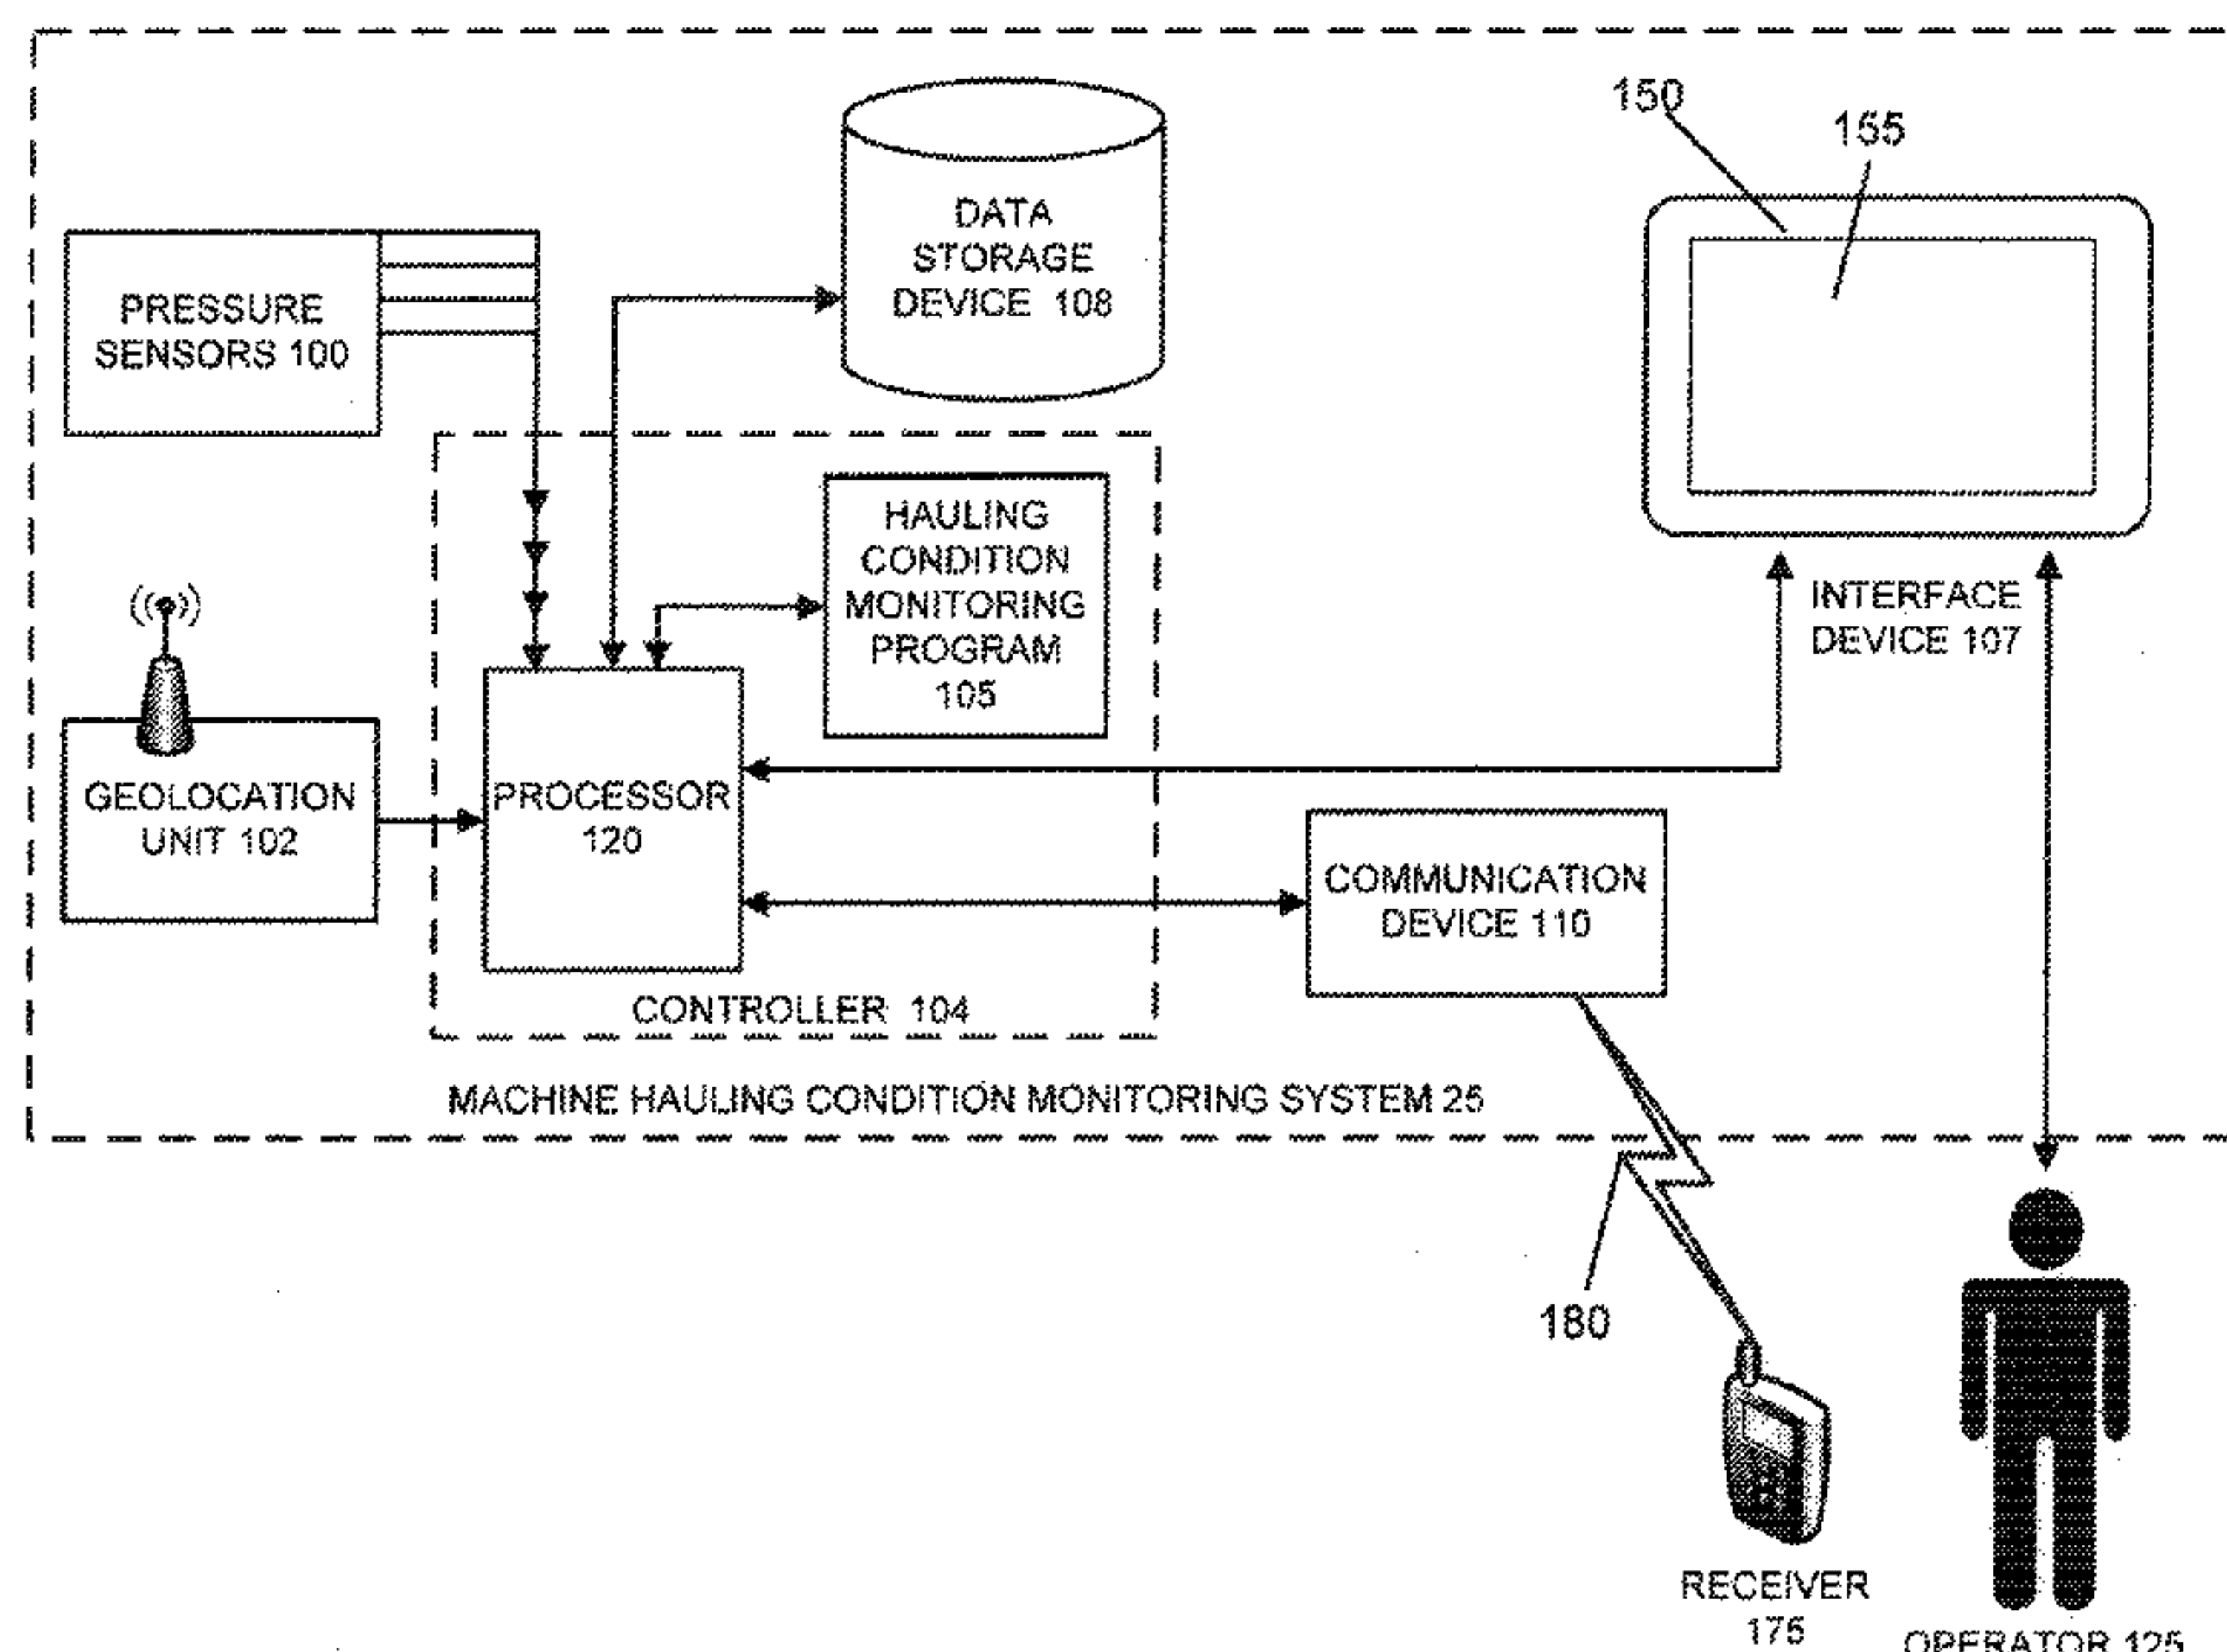 150
155
DATA
STORAGE
DEVICE 108
PRESSURE
SENSORS 100
HAULING
CONDITION
MONITORING
PROGRAM
105
INTERFACE
DEVICE 107
GEOLOCATION
UNIT 102
PROCESSOR
120
COMMUNICATION
DEVICE 110
CONTROLLER 104
MACHINE HAULING CONDITION MONITORING SYSTEM 25
180
RECEIVER
175
OPERATOR 125